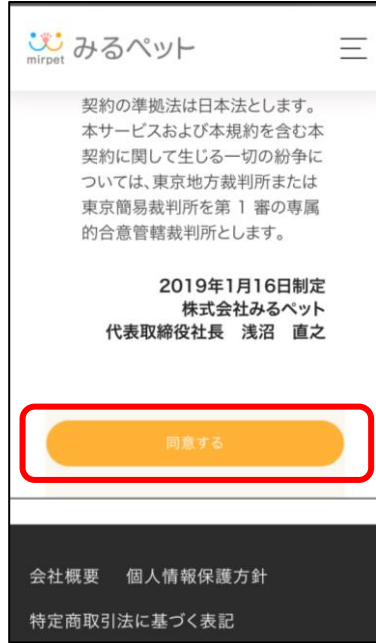 mirpet みるペット
契約の準拠法は日本法とします。
本サービスおよび本規約を含む本
契約に関して生じる一切の紛争に
ついては、東京地方裁判所または
東京簡易裁判所を第 1 審の専属
的合意管轄裁判所とします。
2019年1月16日制定
株式会社みるペット
代表取締役社長 浅沼 直之
同意する
会社概要 個人情報保護方針
特定商取引法に基づく表記